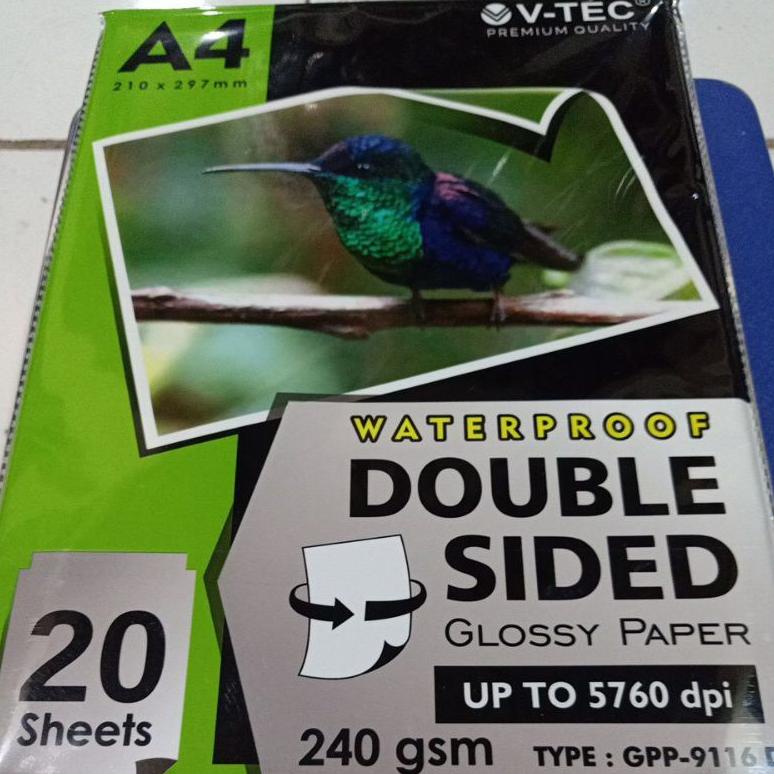 A4
210 x 297mm
V-TEC®
PREMIUM QUALITY
WATERPROOF
DOUBLE
SIDED
GLOSSY PAPER
UP TO 5760 dpi
20
Sheets
240 gsm
TYPE : GPP-9116 D